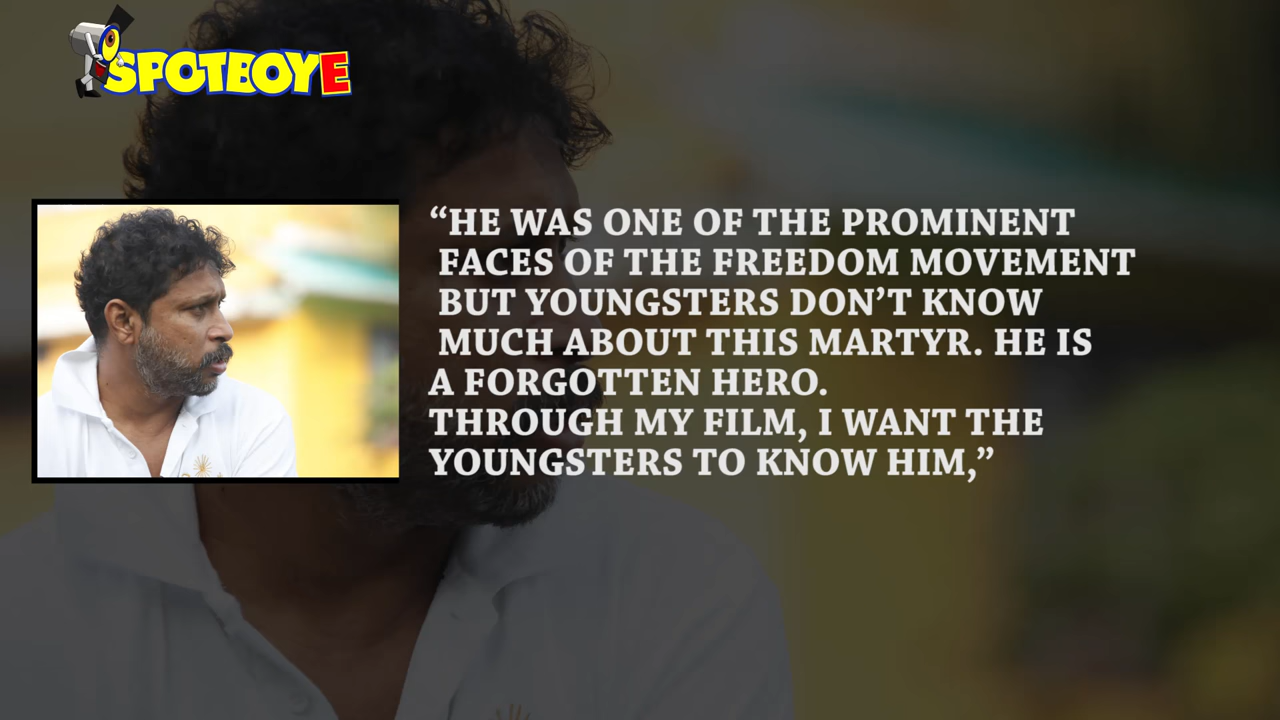 SPOTBOYE
“HE WAS ONE OF THE PROMINENT
FACES OF THE FREEDOM MOVEMENT
BUT YOUNGSTERS DON’T KNOW
MUCH ABOUT THIS MARTYR. HE IS
A FORGOTTEN HERO.
THROUGH MY FILM, I WANT THE
YOUNGSTERS TO KNOW HIM,”